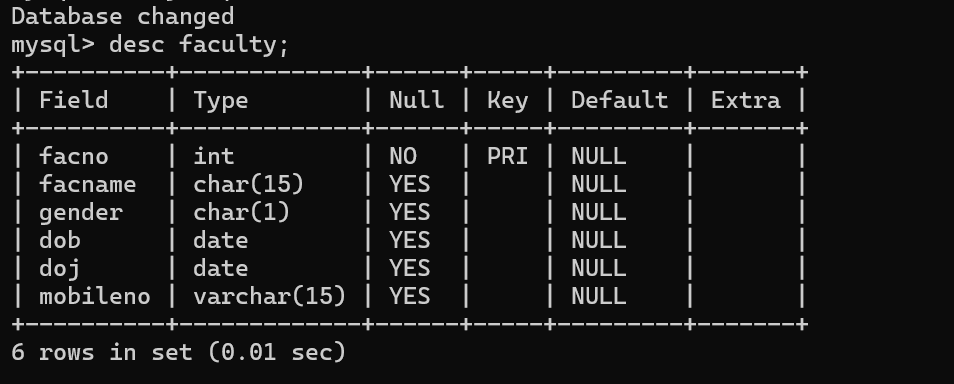 Database changed
mysql> desc faculty;
+----------+-------------+------+-----+---------+-------+
| Field    | Type        | Null | Key | Default | Extra |
+----------+-------------+------+-----+---------+-------+
| facno    | int         | NO   | PRI | NULL    |       |
| facname  | char(15)    | YES  |     | NULL    |       |
| gender   | char(1)     | YES  |     | NULL    |       |
| dob      | date        | YES  |     | NULL    |       |
| doj      | date        | YES  |     | NULL    |       |
| mobileno | varchar(15) | YES  |     | NULL    |       |
+----------+-------------+------+-----+---------+-------+
6 rows in set (0.01 sec)